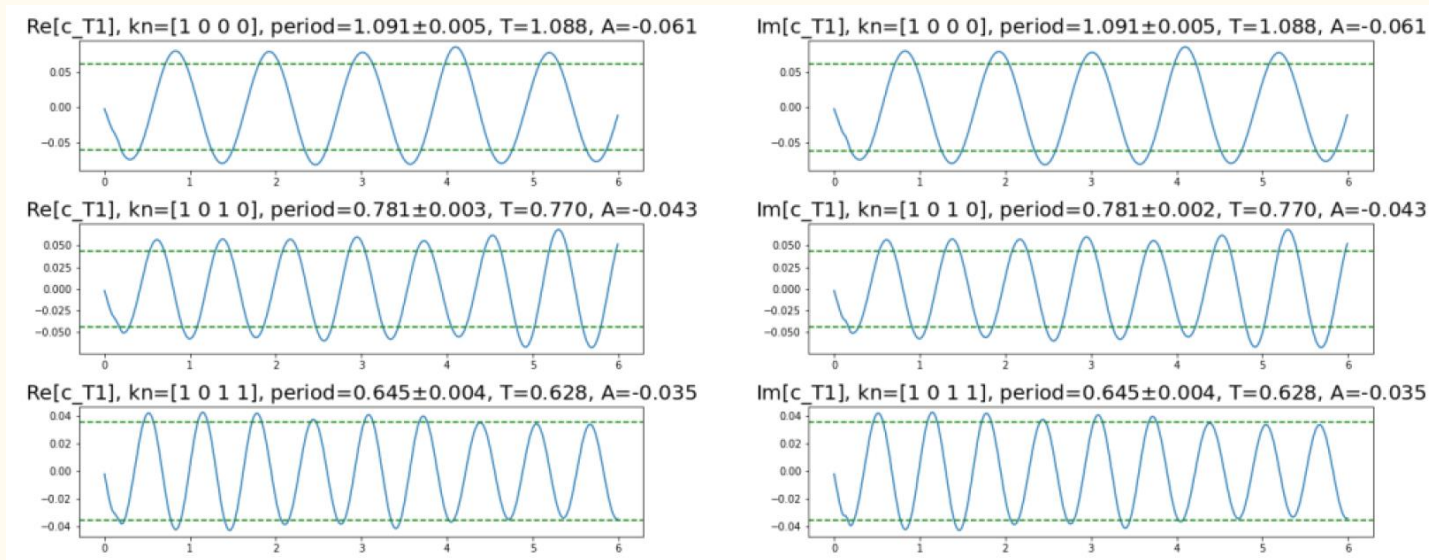 Re[c_T1], kn=[1 0 0 0], period=1.091±0.005, T=1.088, A=-0.061
0.05
0.00
−0.05
0 1 2 3 4 5 6
Im[c_T1], kn=[1 0 0 0], period=1.091±0.005, T=1.088, A=-0.061
0.05
0.00
−0.05
0 1 2 3 4 5 6
Re[c_T1], kn=[1 0 1 0], period=0.781±0.003, T=0.770, A=-0.043
0.050
0.025
0.000
−0.025
−0.050
0 1 2 3 4 5 6
Im[c_T1], kn=[1 0 1 0], period=0.781±0.002, T=0.770, A=-0.043
0.050
0.025
0.000
−0.025
−0.050
0 1 2 3 4 5 6
Re[c_T1], kn=[1 0 1 1], period=0.645±0.004, T=0.628, A=-0.035
0.04
0.02
0.00
−0.02
−0.04
0 1 2 3 4 5 6
Im[c_T1], kn=[1 0 1 1], period=0.645±0.004, T=0.628, A=-0.035
0.04
0.02
0.00
−0.02
−0.04
0 1 2 3 4 5 6